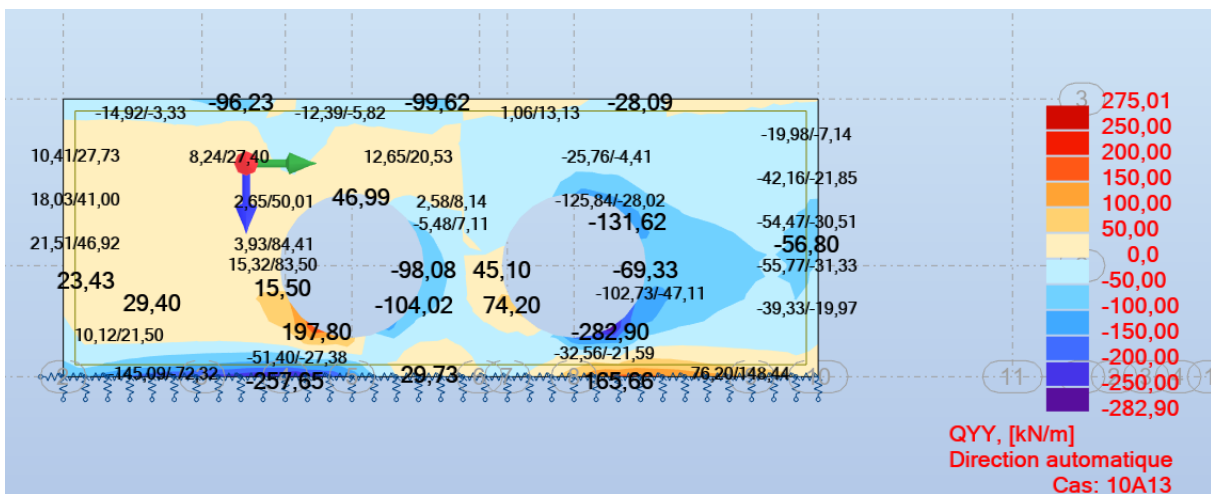 3
275,01
-96,23 -99,62 -28,09
-14,92/-3,33 -12,39/-5,82 1,06/13,13
250,00
-19,98/-7,14
200,00
10,41/27,73 8,24/27,40 12,65/20,53 -25,76/-4,41
150,00
-42,16/-21,85
18,03/41,00 2,65/50,01 46,99 2,58/8,14 -125,84/-28,02
100,00
-5,48/7,11 -131,62 -54,47/-30,51
50,00
21,51/46,92 3,93/84,41 -56,80
0,0
15,32/83,50 -98,08 45,10 -69,33 -55,77/-31,33
-50,00
23,43 15,50
29,40 -104,02 74,20 -102,73/-47,11 -39,33/-19,97
-100,00
10,12/21,50 197,80 -282,90
-150,00
-51,40/-27,38 -32,56/-21,59
-200,00
-145,09/-72,32 -257,65 29,73 165,66 76,20/148,44 10 11
-250,00
-282,90
QYY, [kN/m]
Direction automatique
Cas: 10A13